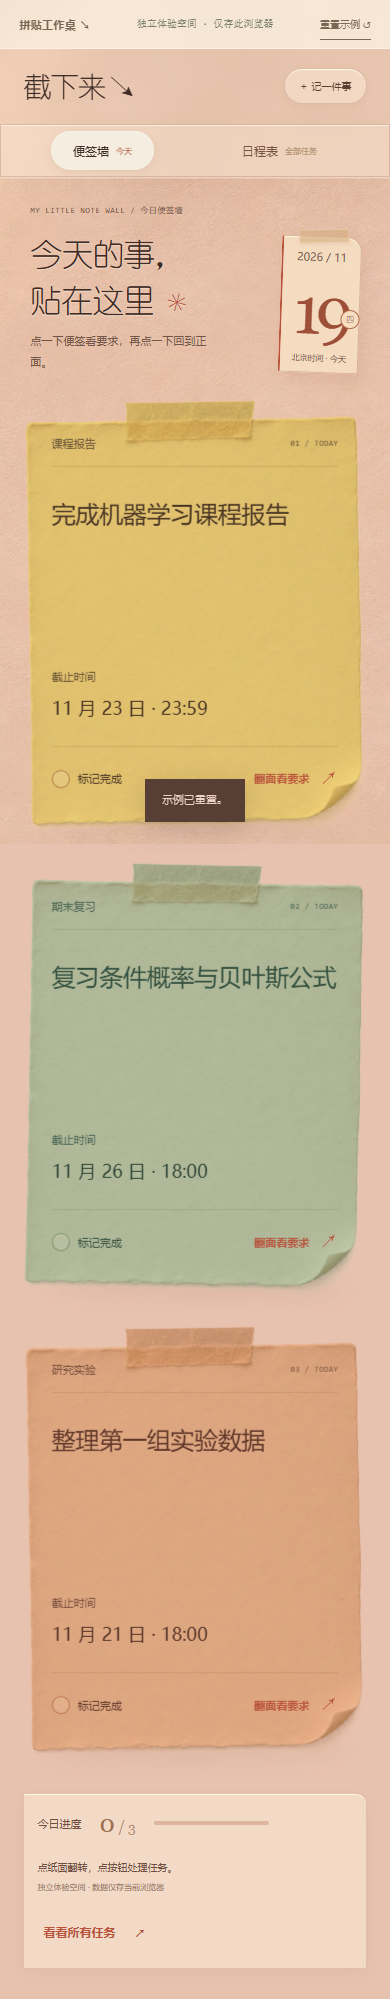 拼贴工作桌 ↘
独立体验空间 · 仅存此浏览器
重置示例 ↺
截下来
+ 记一件事
便签墙 今天
日程表 全部任务
MY LITTLE NOTE WALL / 今日便签墙
今天的事，
贴在这里
点一下便签看要求，再点一下回到正
面。
2026 / 11
19
四
北京时间 · 今天
课程报告
01 / TODAY
完成机器学习课程报告
截止时间
11 月 23 日 · 23:59
标记完成
翻面看要求
示例已重置。
期末复习
02 / TODAY
复习条件概率与贝叶斯公式
截止时间
11 月 26 日 · 18:00
标记完成
翻面看要求
研究实验
03 / TODAY
整理第一组实验数据
截止时间
11 月 21 日 · 18:00
标记完成
翻面看要求
今日进度 0 / 3
点纸面翻转，点按钮处理任务。
独立体验空间 · 数据仅存当前浏览器
看看所有任务 ↗